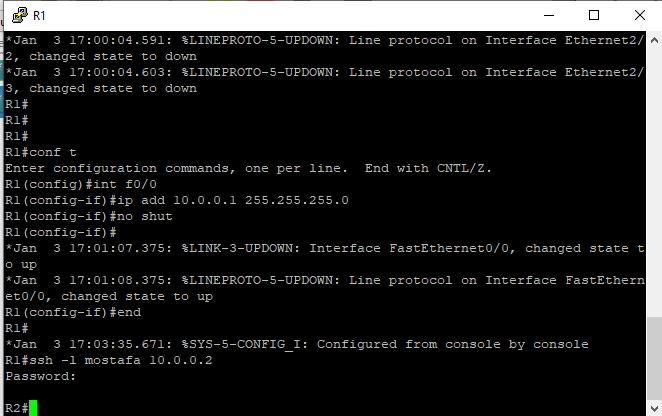 R1
*Jan  3 17:00:04.591: %LINEPROTO-5-UPDOWN: Line protocol on Interface Ethernet2/
2, changed state to down
*Jan  3 17:00:04.603: %LINEPROTO-5-UPDOWN: Line protocol on Interface Ethernet2/
3, changed state to down
R1#
R1#
R1#
R1#conf t
Enter configuration commands, one per line.  End with CNTL/Z.
R1(config)#int f0/0
R1(config-if)#ip add 10.0.0.1 255.255.255.0
R1(config-if)#no shut
R1(config-if)#
*Jan  3 17:01:07.375: %LINK-3-UPDOWN: Interface FastEthernet0/0, changed state t
o up
*Jan  3 17:01:08.375: %LINEPROTO-5-UPDOWN: Line protocol on Interface FastEthern
et0/0, changed state to up
R1(config-if)#end
R1#
*Jan  3 17:03:35.671: %SYS-5-CONFIG_I: Configured from console by console
R1#ssh -l mostafa 10.0.0.2
Password:
R2#